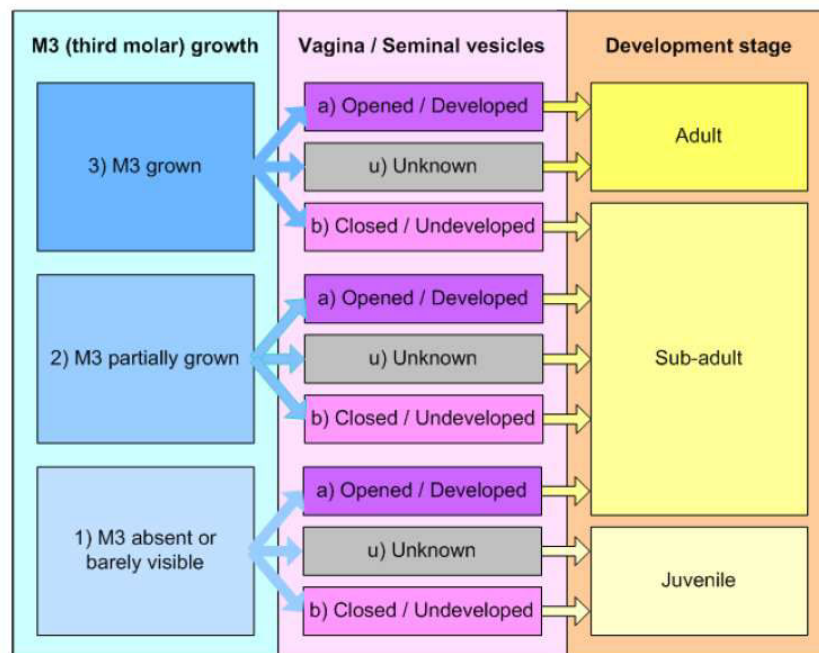 M3 (third molar) growth
Vagina / Seminal vesicles
Development stage
3) M3 grown
a) Opened / Developed
u) Unknown
b) Closed / Undeveloped
Adult
2) M3 partially grown
a) Opened / Developed
u) Unknown
b) Closed / Undeveloped
Sub-adult
1) M3 absent or
barely visible
a) Opened / Developed
u) Unknown
b) Closed / Undeveloped
Juvenile